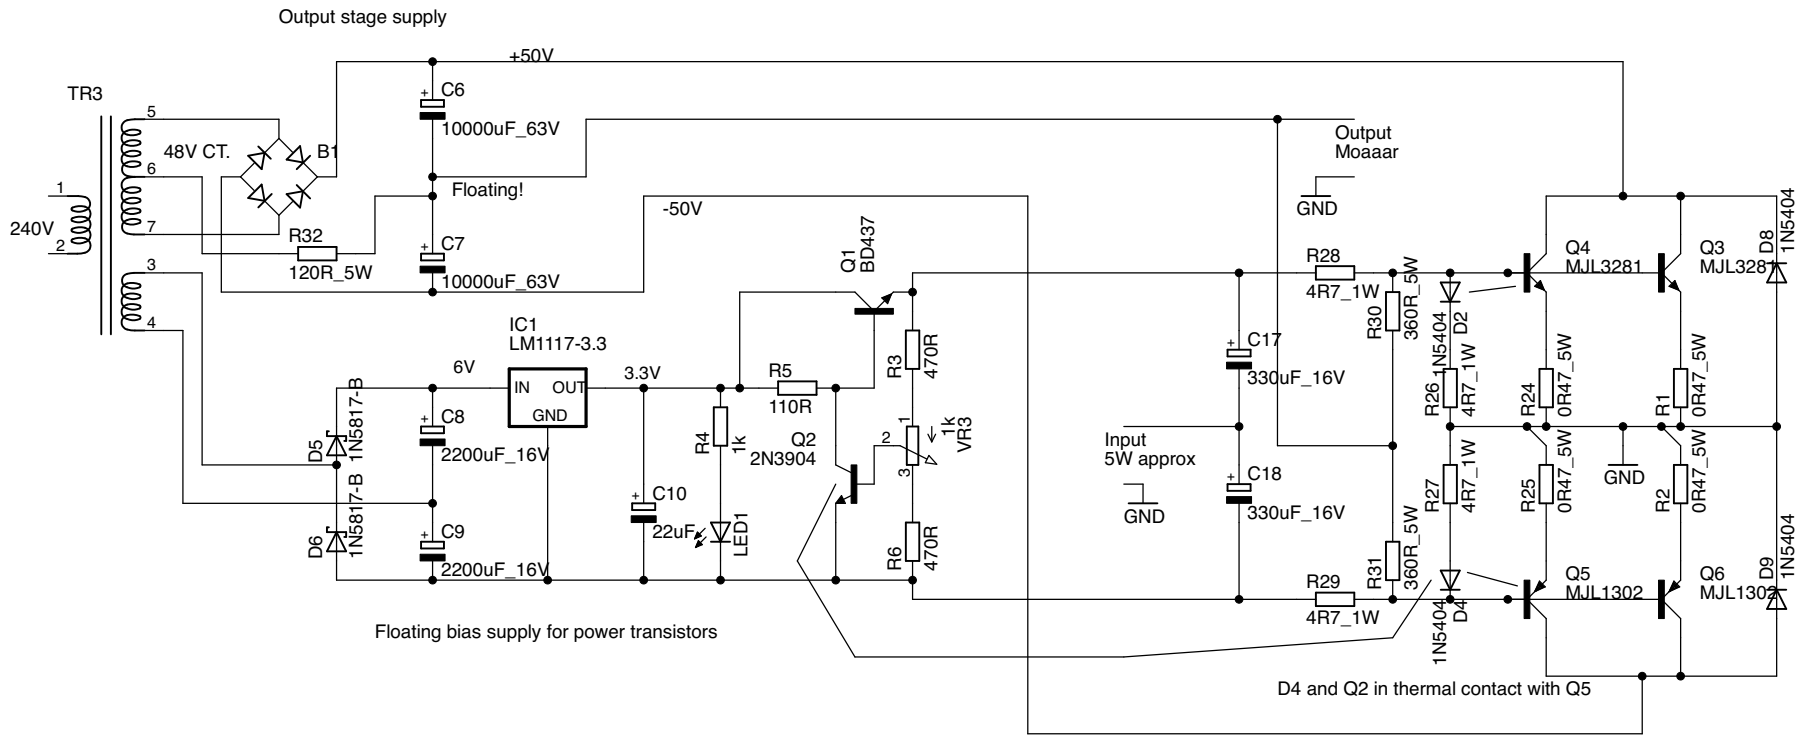 Output stage supply
+50V
TR3
5
48V CT.
B1
6
1
240V
2
7
3
4
C6
10000uF_63V
Floating!
-50V
R32
120R_5W
C7
10000uF_63V
Output
Moaaar
GND
Q1
BD437
IC1
LM1117-3.3
IN
OUT
GND
6V
3.3V
R5
110R
R3
470R
D5
1N5817-B
C8
2200uF_16V
R4
1k
Q2
2N3904
1
2
3
1k
VR3
D6
1N5817-B
C9
2200uF_16V
C10
22uF
LED1
R6
470R
C17
330uF_16V
Input
5W approx
GND
C18
330uF_16V
R28
4R7_1W
R30
360R_5W
1N5404
D2
R26
4R7_1W
Q4
MJL3281
Q3
MJL3281
D8
1N5404
R24
0R47_5W
R1
0R47_5W
R27
4R7_1W
R25
0R47_5W
GND
R2
0R47_5W
R31
360R_5W
R29
4R7_1W
1N5404
D4
Q5
MJL1302
Q6
MJL1302
D9
1N5404
Floating bias supply for power transistors
D4 and Q2 in thermal contact with Q5